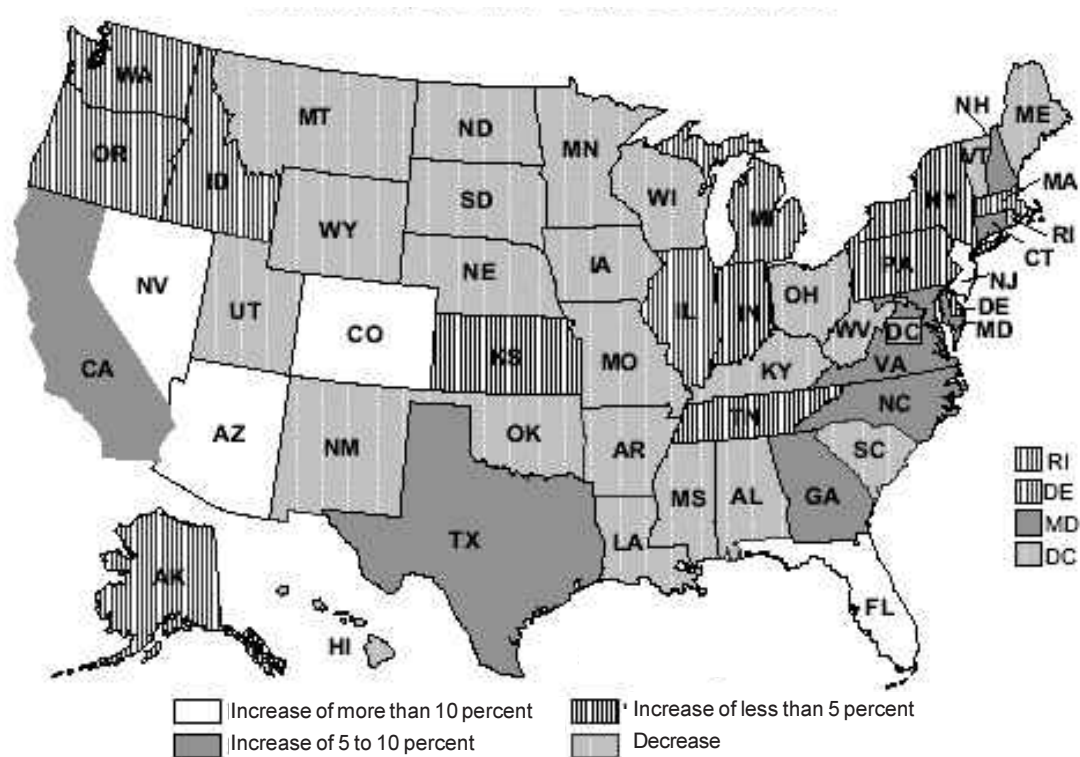 WA
MT
ND
MN
OR
ID
SD
WI
MI
NY
VT
NH
ME
MA
RI
CT
WY
NE
IA
PA
NJ
NV
UT
CO
KS
IL
IN
OH
WV
DC
DE
MD
CA
MO
KY
VA
AZ
NM
OK
AR
TN
NC
SC
TX
LA
MS
AL
GA
FL
AK
HI
RI
DE
MD
DC
Increase of more than 10 percent
Increase of less than 5 percent
Increase of 5 to 10 percent
Decrease